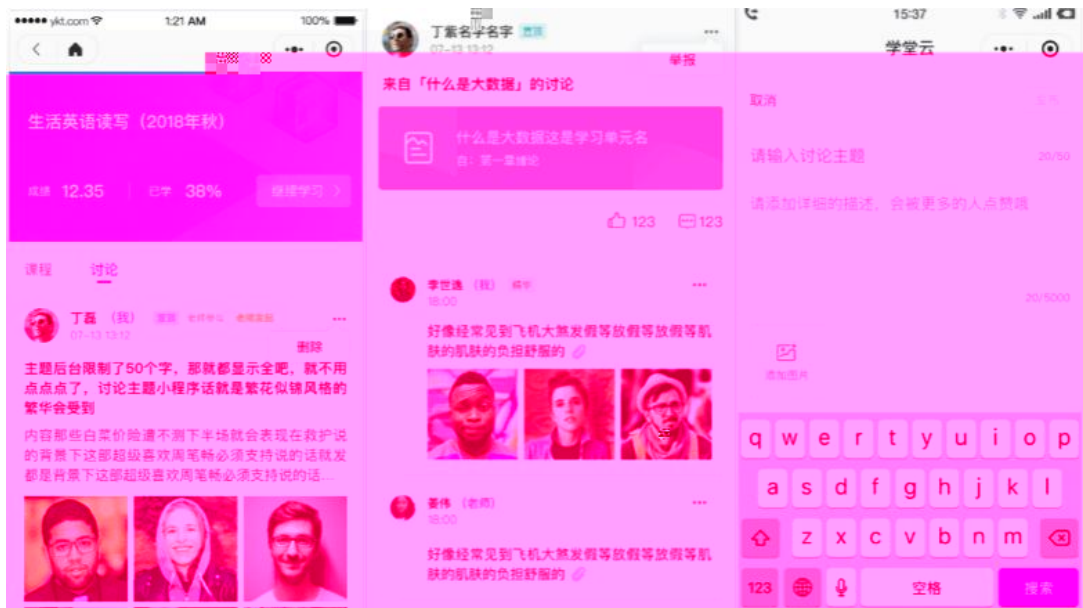 ykt.com
1:21 AM
100%
生活英语读写（2018年秋）
成绩 12.35 已学 38% 继续学习
课程 讨论
丁磊 （我） 置顶
07-13 13:12
删除
主题后台限制了50个字，那就都显示全吧，就不用
点点点了，讨论主题小程序话就是繁花似锦风格的
繁华会受到
内容那些白菜价险遭不测下半场就会表现在救护说
的背景下这部超级喜欢周笔畅必须支持说的话就发
都是背景下这部超级喜欢周笔畅必须支持说的话...
丁紫名字名字 置顶
07-13 13:12
举报
来自「什么是大数据」的讨论
什么是大数据这是学习单元名
自：第一章绪论
123 123
李世逸 （我） 精华
18:00
好像经常见到飞机大煞发假等放假等放假等肌
肤的肌肤的负担舒服的
姜伟 （老师）
18:00
好像经常见到飞机大煞发假等放假等放假等肌
肤的肌肤的负担舒服的
15:37
学堂云
取消
请输入讨论主题 20/50
请添加详细的描述，会被更多的人点赞哦
20/5000
添加图片
q w e r t y u i o p
a s d f g h j k l
z x c v b n m
123 空格 搜索